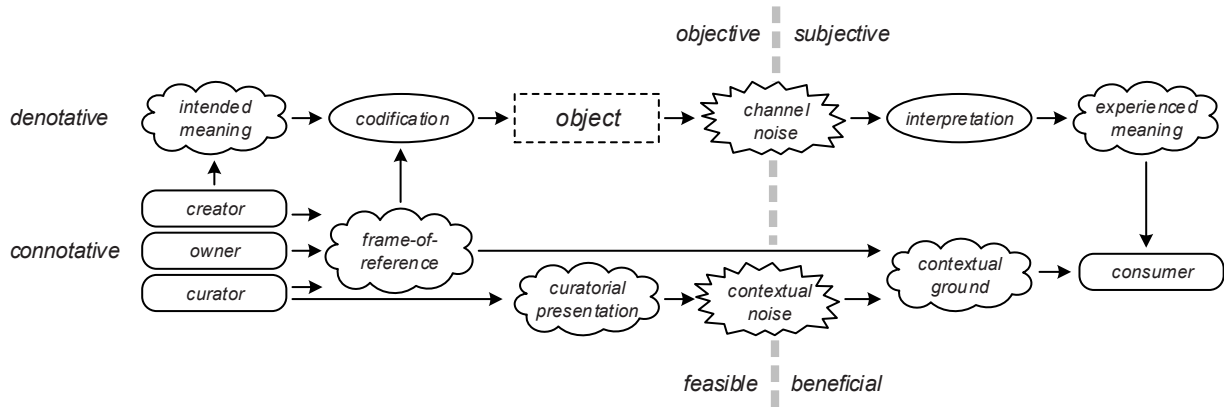 objective subjective
denotative
intended
meaning
codification
object
channel
noise
interpretation
experienced
meaning
connotative
creator
owner
curator
frame-of-
reference
curatorial
presentation
contextual
noise
contextual
ground
consumer
feasible beneficial